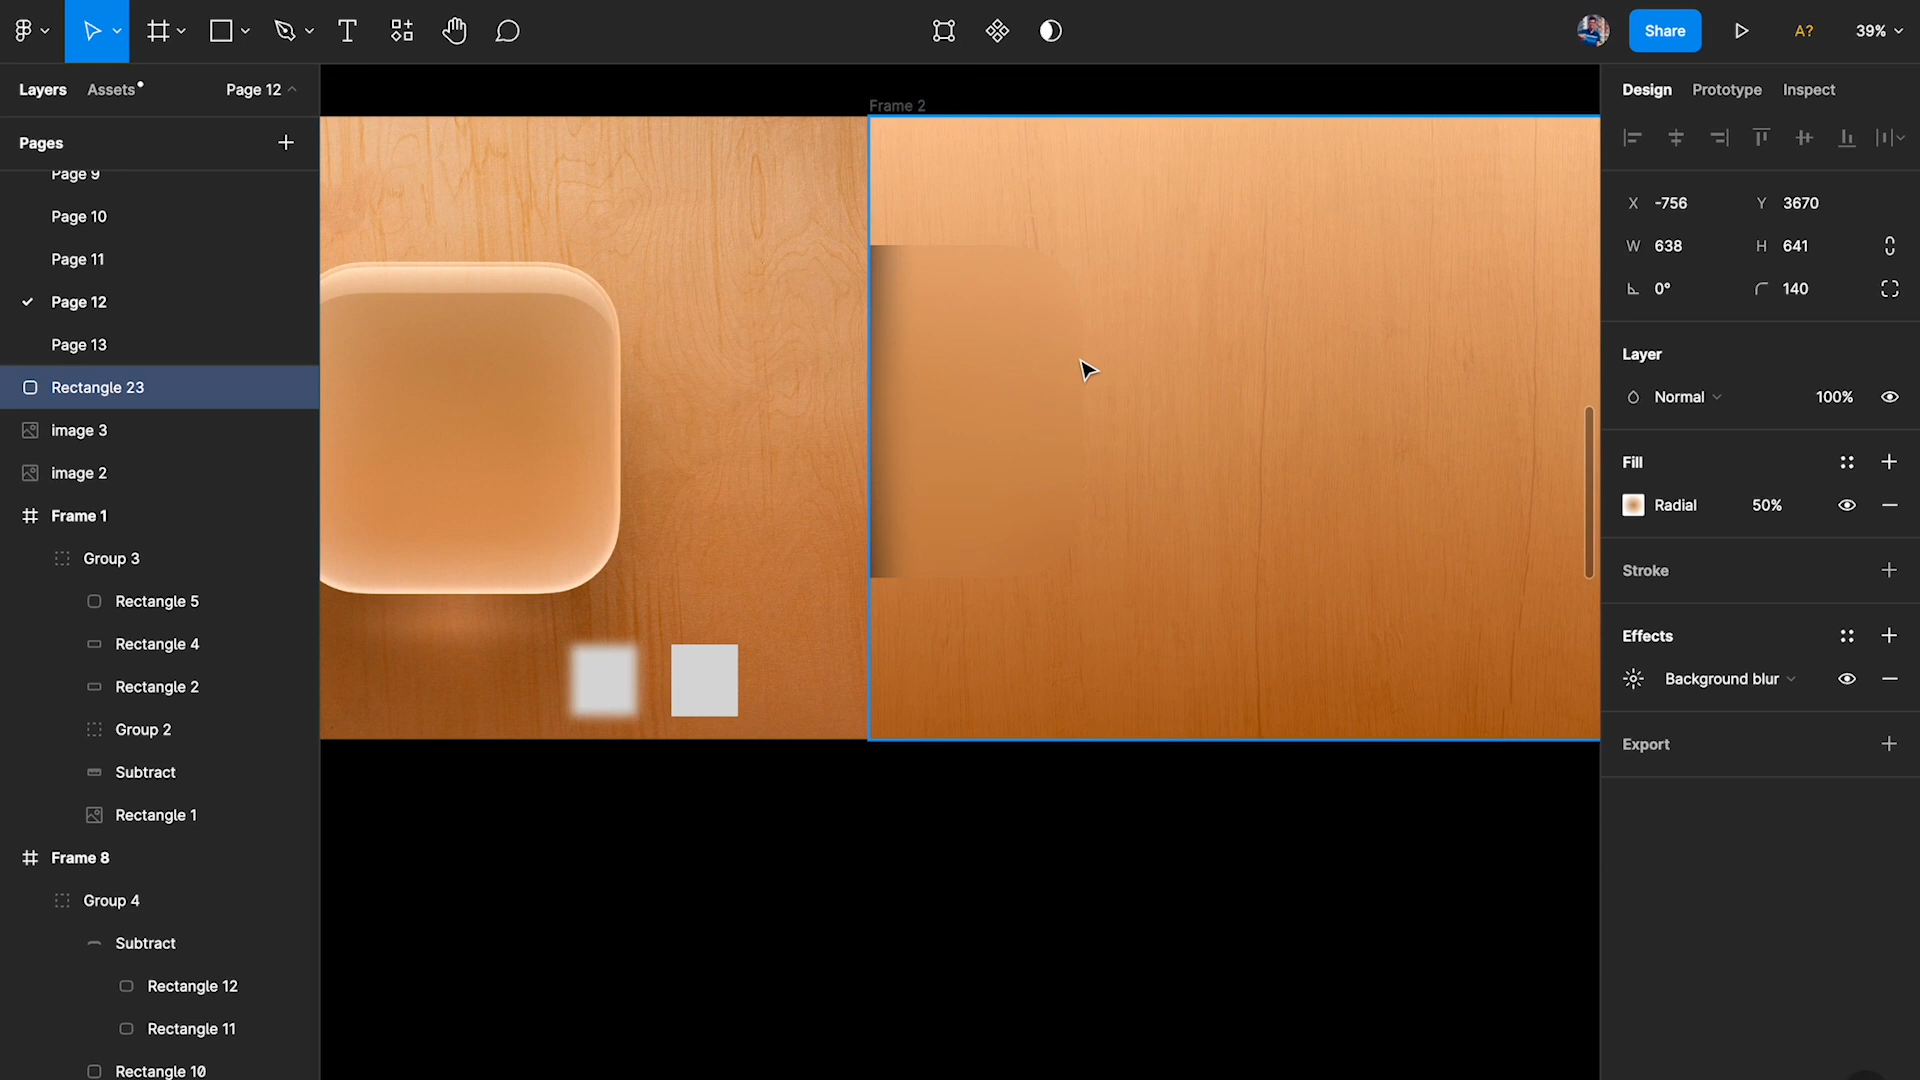 Share
A?
39%
Layers
Assets
Page 12
Pages
Page 9
Page 10
Page 11
Page 12
Page 13
Rectangle 23
image 3
image 2
Frame 1
Group 3
Rectangle 5
Rectangle 4
Rectangle 2
Group 2
Subtract
Rectangle 1
Frame 8
Group 4
Subtract
Rectangle 12
Rectangle 11
Rectangle 10
Frame 2
Design Prototype Inspect
X -756 Y 3670
W 638 H 641
0° 140
Layer
Normal 100%
Fill
Radial 50%
Stroke
Effects
Background blur
Export